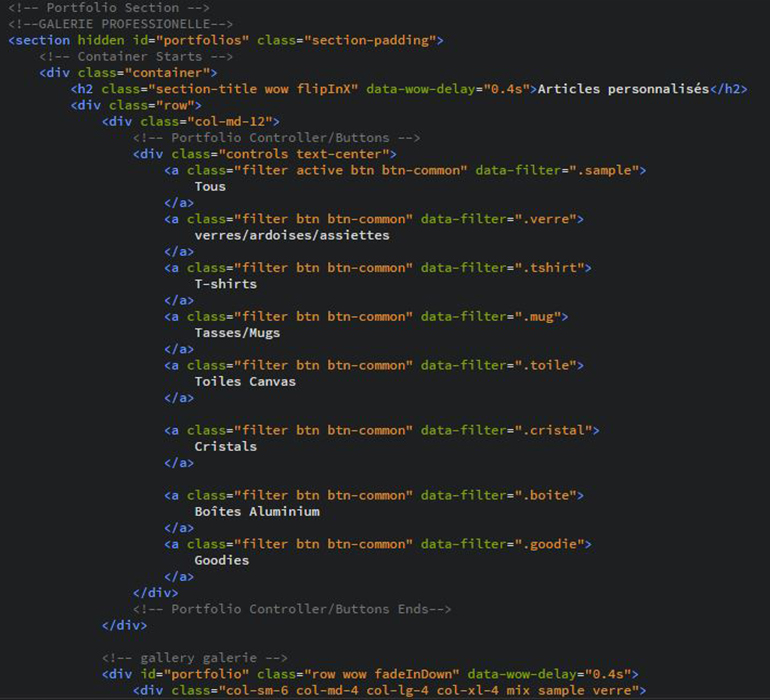 <!-- Portfolio Section -->
<!--GALERIE PROFESSIONELLE-->
<section hidden id="portfolios" class="section-padding">
<!-- Container Starts -->
<div class="container">
<h2 class="section-title wow flipInX" data-wow-delay="0.4s">Articles personnalisés</h2>
<div class="row">
<div class="col-md-12">
<!-- Portfolio Controller/Buttons -->
<div class="controls text-center">
<a class="filter active btn btn-common" data-filter=".sample">
Tous
</a>
<a class="filter btn btn-common" data-filter=".verre">
verres/ardoises/assiettes
</a>
<a class="filter btn btn-common" data-filter=".tshirt">
T-shirts
</a>
<a class="filter btn btn-common" data-filter=".mug">
Tasses/Mugs
</a>
<a class="filter btn btn-common" data-filter=".toile">
Toiles Canvas
</a>
<a class="filter btn btn-common" data-filter=".cristal">
Cristals
</a>
<a class="filter btn btn-common" data-filter=".boite">
Boîtes Aluminium
</a>
<a class="filter btn btn-common" data-filter=".goodie">
Goodies
</a>
</div>
<!-- Portfolio Controller/Buttons Ends-->
</div>
<!-- gallery galerie -->
<div id="portfolio" class="row wow fadeInDown" data-wow-delay="0.4s">
<div class="col-sm-6 col-md-4 col-lg-4 col-xl-4 mix sample verre">